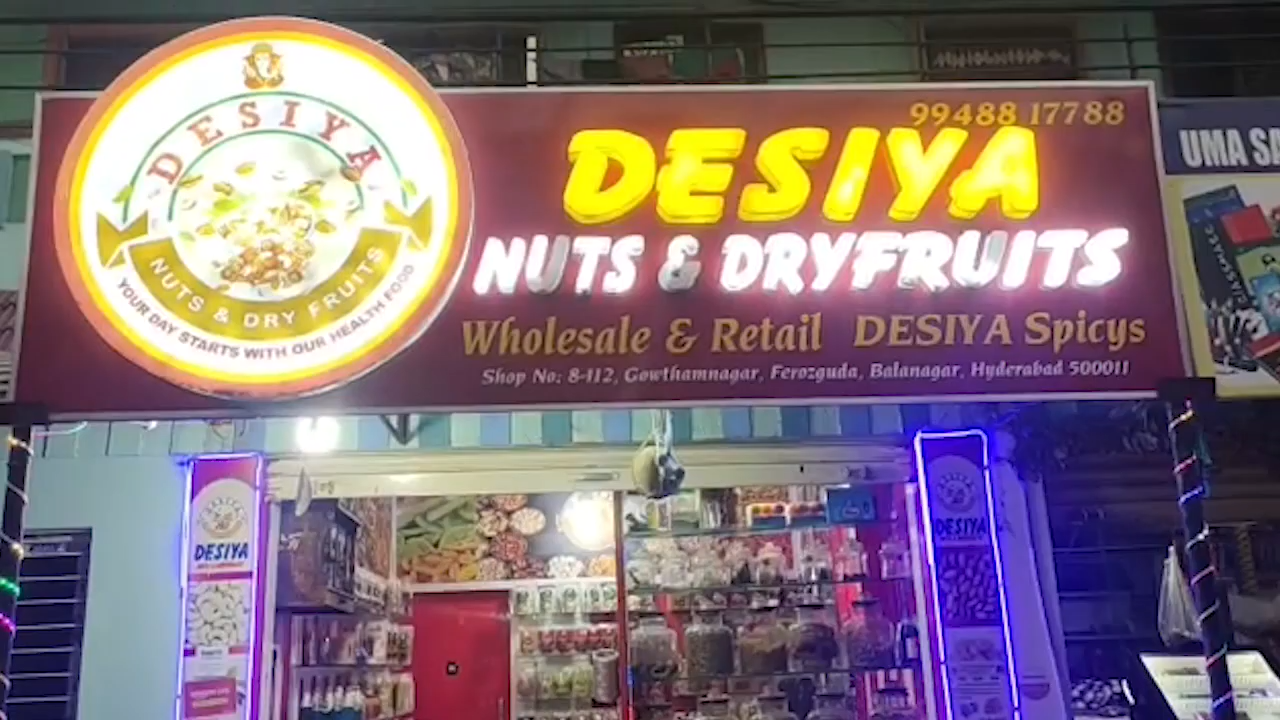 DESIYA
NUTS & DRY FRUITS
YOUR DAY STARTS WITH OUR HEALTH FOOD
99488 17788
DESIYA
NUTS & DRYFRUITS
Wholesale & Retail DESIYA Spicys
Shop No: 8-112, Gowthamnagar, Ferozguda, Balanagar, Hyderabad 500011
UMA SA
DESIYA
DESIYA